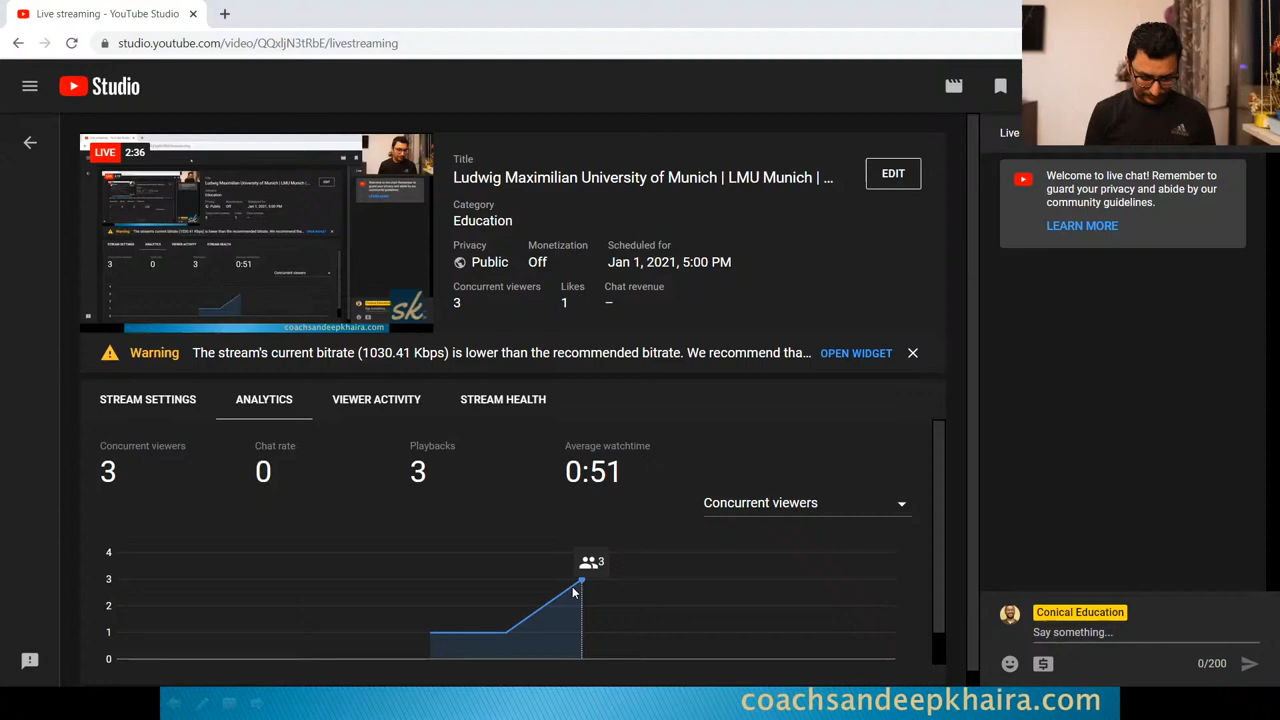 Live streaming - YouTube Studio
studio.youtube.com/video/QQxljN3tRbE/livestreaming
Studio
LIVE 2:36
sk
coachsandeepkhaira.com
Title
Ludwig Maximilian University of Munich | LMU Munich | ...
EDIT
Category
Education
Privacy Monetization Scheduled for
Public Off Jan 1, 2021, 5:00 PM
Concurrent viewers Likes Chat revenue
3 1 –
Warning The stream's current bitrate (1030.41 Kbps) is lower than the recommended bitrate. We recommend tha... OPEN WIDGET
STREAM SETTINGS ANALYTICS VIEWER ACTIVITY STREAM HEALTH
Concurrent viewers Chat rate Playbacks Average watchtime
3 0 3 0:51
Concurrent viewers
4
3
2
1
0
3
Live
Welcome to live chat! Remember to
guard your privacy and abide by our
community guidelines.
LEARN MORE
Conical Education
Say something...
0/200
coachsandeepkhaira.com